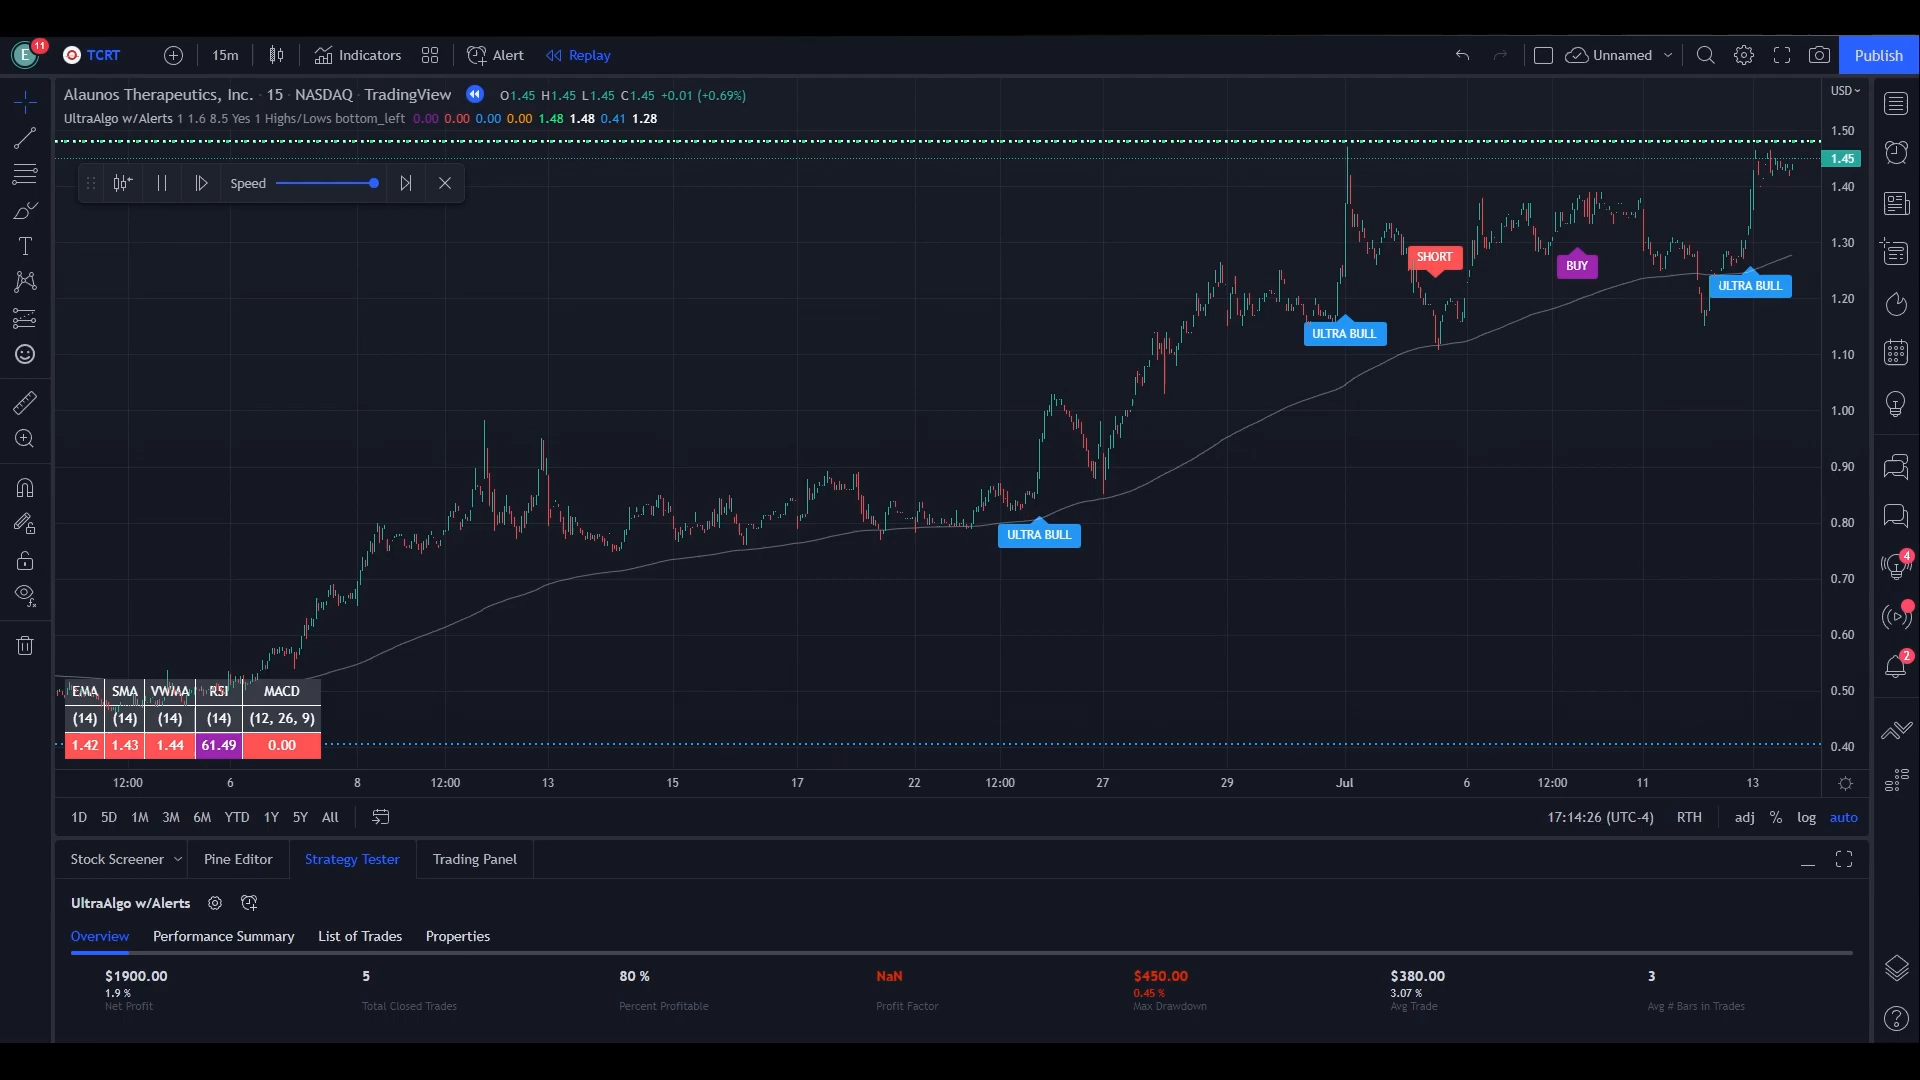 E 11 TCRT 15m Indicators Alert Replay Unnamed Publish
Alaunos Therapeutics, Inc. · 15 · NASDAQ · TradingView O1.45 H1.45 L1.45 C1.45 +0.01 (+0.69%)
UltraAlgo w/Alerts 1 1.6 8.5 Yes 1 Highs/Lows bottom_left 0.00 0.00 0.00 0.00 1.48 1.48 0.41 1.28
USD
1.50
1.45
1.40
1.30
1.20
1.10
1.00
0.90
0.80
0.70
0.60
0.50
0.40
Speed
SHORT
BUY
ULTRA BULL
ULTRA BULL
ULTRA BULL
4
2
EMA SMA VWMA RSI MACD
(14) (14) (14) (14) (12, 26, 9)
1.42 1.43 1.44 61.49 0.00
12:00 6 8 12:00 13 15 17 22 12:00 27 29 Jul 6 12:00 11 13
1D 5D 1M 3M 6M YTD 1Y 5Y All 17:14:26 (UTC-4) RTH adj % log auto
Stock Screener Pine Editor Strategy Tester Trading Panel
UltraAlgo w/Alerts
Overview Performance Summary List of Trades Properties
$1900.00 5 80 % NaN $450.00 $380.00 3
1.9 % 0.45 % 3.07 %
Net Profit Total Closed Trades Percent Profitable Profit Factor Max Drawdown Avg Trade Avg # Bars in Trades